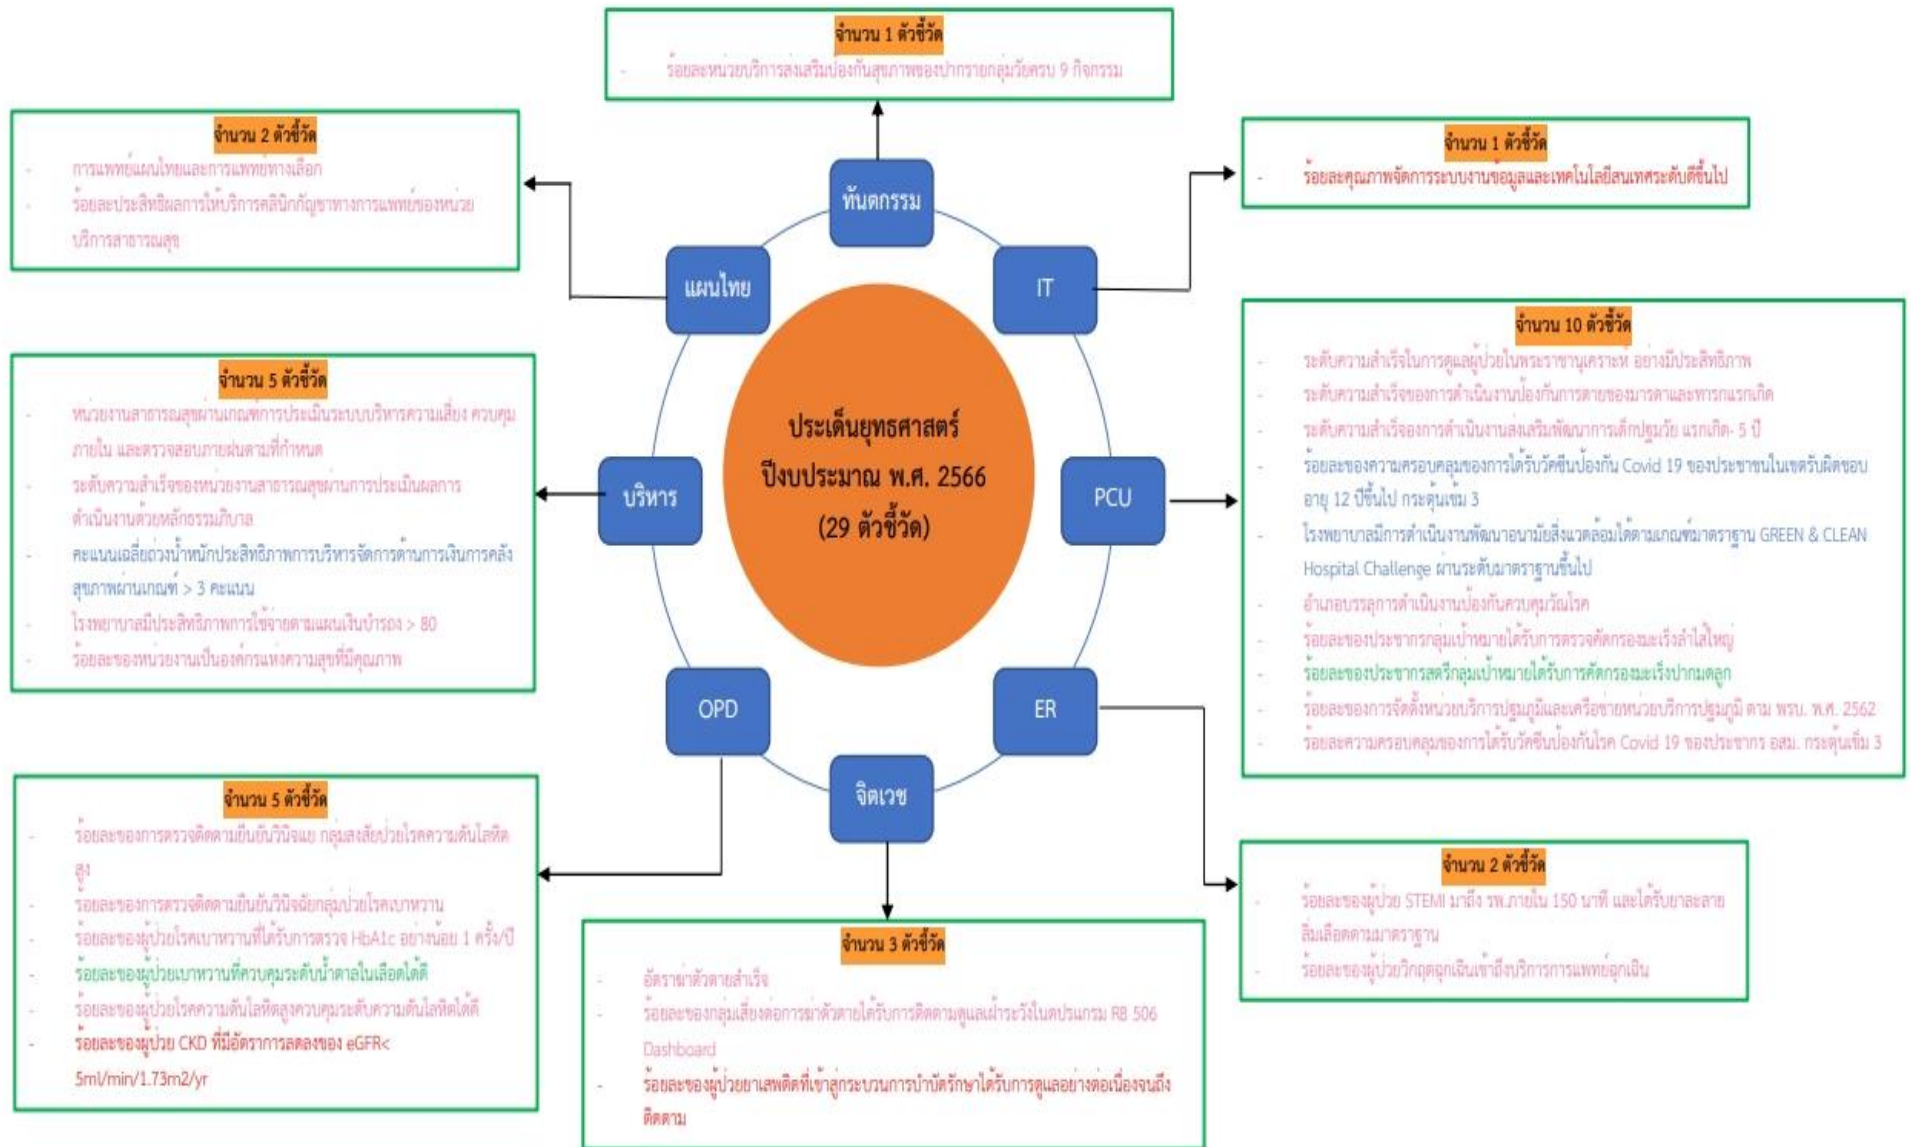 จำนวน 1 ตัวชี้วัด
- ร้อยละหน่วยบริการส่งเสริมป้องกันสุขภาพช่องปากรายกลุ่มวัยครบ 9 กิจกรรม
จำนวน 2 ตัวชี้วัด
- การแพทย์แผนไทยและการแพทย์ทางเลือก
- ร้อยละประสิทธิผลการให้บริการคลินิกกัญชาทางการแพทย์ของหน่วย
บริการสาธารณสุข
จำนวน 1 ตัวชี้วัด
- ร้อยละคุณภาพจัดการระบบงานข้อมูลและเทคโนโลยีสนเทศระดับดีขึ้นไป
ทันตกรรม
แผนไทย
IT
บริหาร
PCU
OPD
ER
จิตเวช
ประเด็นยุทธศาสตร์
ปีงบประมาณ พ.ศ. 2566
(29 ตัวชี้วัด)
จำนวน 5 ตัวชี้วัด
- หน่วยงานสาธารณสุขผ่านเกณฑ์การประเมินระบบบริหารความเสี่ยง ควบคุม
ภายใน และตรวจสอบภายฝนตามที่กำหนด
- ระดับความสำเร็จของหน่วยงานสาธารณสุขผ่านการประเมินผลการ
ดำเนินงานด้วยหลักธรรมภิบาล
- คะแนนเฉลี่ยถ่วงน้ำหนักประสิทธิภาพการบริหารจัดการด้านการเงินการคลัง
สุขภาพผ่านเกณฑ์ > 3 คะแนน
- โรงพยาบาลมีประสิทธิภาพการใช้จ่ายตามแผนเงินบำรุง > 80
- ร้อยละของหน่วยงานเป็นองค์กรแห่งความสุขที่มีคุณภาพ
จำนวน 10 ตัวชี้วัด
- ระดับความสำเร็จในการดูแลผู้ป่วยในพระราชานุเคราะห์ อย่างมีประสิทธิภาพ
- ระดับความสำเร็จของการดำเนินงานป้องกันการตายของมารดาและทารกแรกเกิด
- ระดับความสำเร็จองการดำเนินงานส่งเสริมพัฒนาการเด็กปฐมวัย แรกเกิด- 5 ปี
- ร้อยละของความครอบคลุมของการได้รับวัคซีนป้องกัน Covid 19 ของประชาชนในเขตรับผิดชอบ
อายุ 12 ปีขึ้นไป กระตุ้นเข้ม 3
- โรงพยาบาลมีการดำเนินงานพัฒนาอนามัยสิ่งแวดล้อมได้ตามเกณฑ์มาตราฐาน GREEN & CLEAN
Hospital Challenge ผ่านระดับมาตราฐานขึ้นไป
- อำเภอบรรลุการดำเนินงานป้องกันควบคุมวัณโรค
- ร้อยละของประชากรกลุ่มเป้าหมายได้รับการตรวจคัดกรองมะเร็งลำไส้ใหญ่
- ร้อยละของประชากรสตรีกลุ่มเป้าหมายได้รับการคัดกรองมะเร็งปากมดลูก
- ร้อยละของการจัดตั้งหน่วยบริการปฐมภูมิและเครือข่ายหน่วยบริการปฐมภูมิ ตาม พรบ. พ.ศ. 2562
- ร้อยละความครอบคลุมของการได้รับวัคซีนป้องกันโรค Covid 19 ของประชากร อสม. กระตุ้นเข็ม 3
จำนวน 5 ตัวชี้วัด
- ร้อยละของการตรวจติดตามยืนยันวินิจแย กลุ่มสงสัยป่วยโรคความดันโลหิต
สูง
- ร้อยละของการตรวจติดตามยืนยันวินิจฉัยกลุ่มป่วยโรคเบาหวาน
- ร้อยละของผู้ป่วยโรคเบาหวานที่ได้รับการตรวจ HbA1c อย่างน้อย 1 ครั้ง/ปี
- ร้อยละของผู้ป่วยเบาหวานที่ควบคุมระดับน้ำตาลในเลือดได้ดี
- ร้อยละของผู้ป่วยโรคความดันโลหิตสูงควบคุมระดับความดันโลหิตได้ดี
- ร้อยละของผู้ป่วย CKD ที่มีอัตราการลดลงของ eGFR<
5ml/min/1.73m2/yr
จำนวน 3 ตัวชี้วัด
- อัตราฆ่าตัวตายสำเร็จ
- ร้อยละของกลุ่มเสี่ยงต่อการฆ่าตัวตายได้รับการติดตามดูแลเฝ้าระวังในตปรแกรม R8 506
Dashboard
- ร้อยละของผู้ป่วยยาเสพติดที่เข้าสู่กระบวนการบำบัดรักษาได้รับการดูแลอย่างต่อเนื่องจนถึง
ติดตาม
จำนวน 2 ตัวชี้วัด
- ร้อยละของผู้ป่วย STEMI มาถึง รพ.ภายใน 150 นาที และได้รับยาละลาย
ลิ่มเลือดตามมาตราฐาน
- ร้อยละของผู้ป่วยวิกฤตฉุกเฉินเข้าถึงบริการการแพทย์ฉุกเฉิน